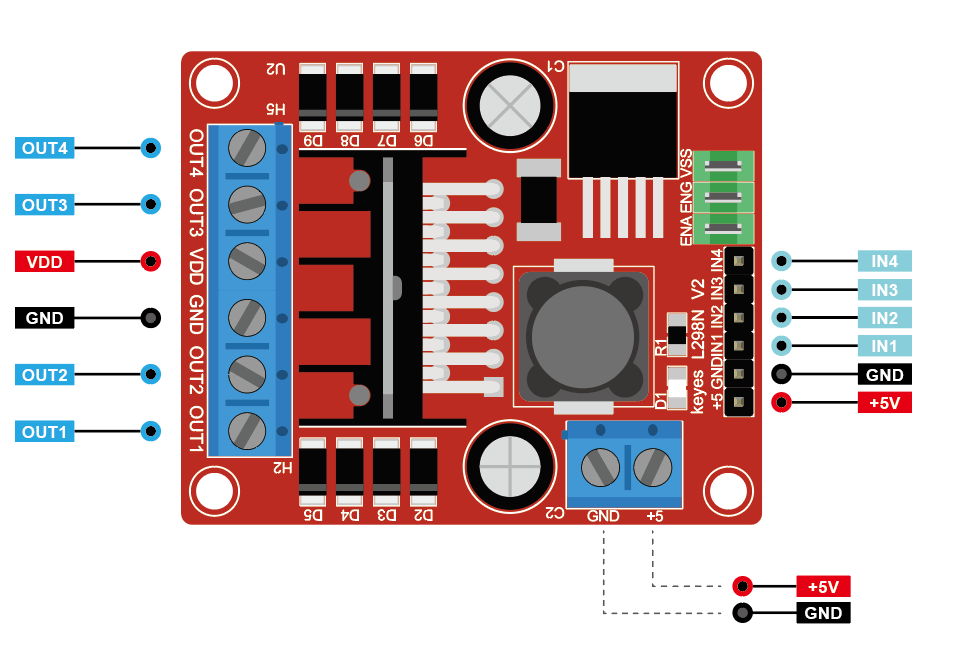 U2
H5
D9
D8
D7
D6
C1
OUT4
OUT3
VDD
GND
OUT2
OUT1
OUT4
OUT3
VDD
GND
OUT2
OUT1
VSS
ENG
ENA
IN4
IN3
IN2
IN1
GND
+5
keyes L298N V2
R1
D1
IN4
IN3
IN2
IN1
GND
+5V
H2
D5
D4
D3
D2
C2
GND
+5
+5V
GND